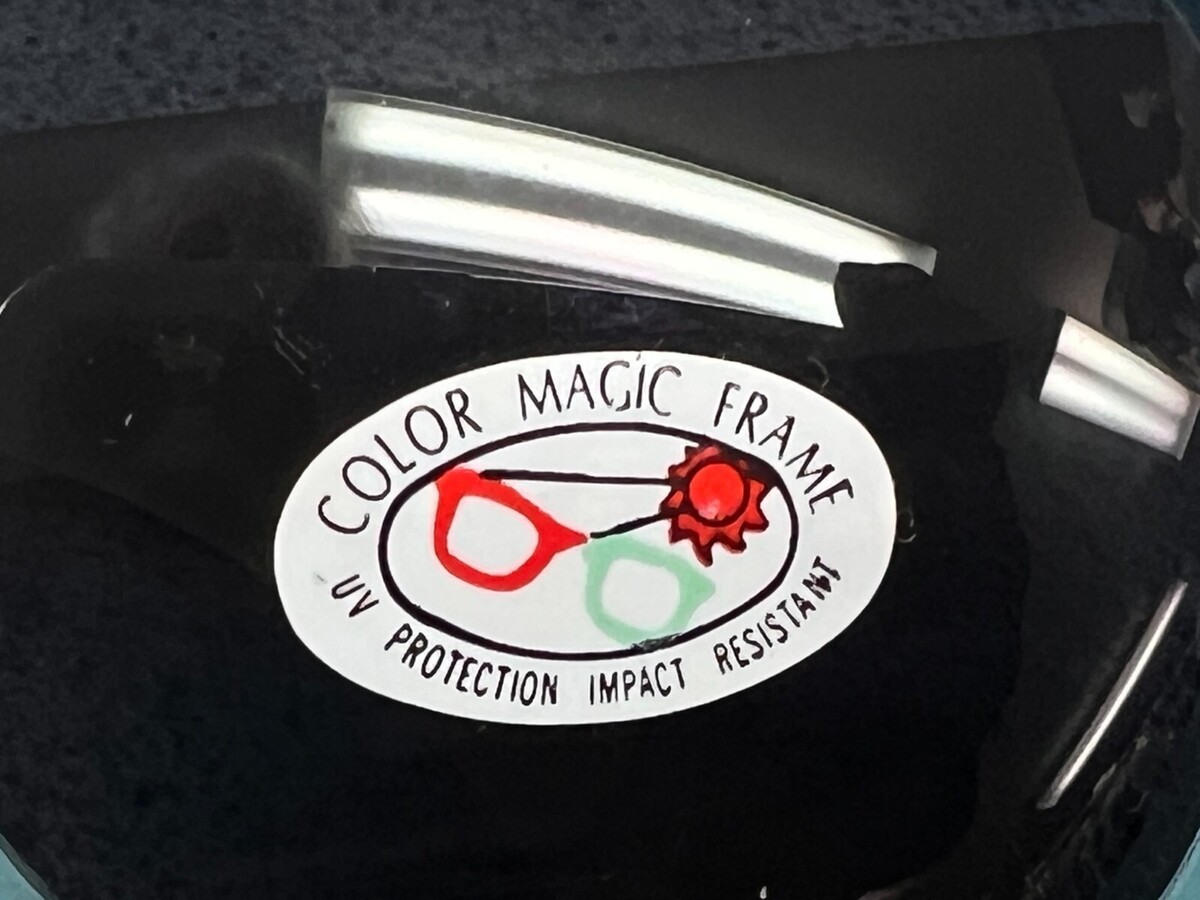 COLOR MAGIC FRAME
UV PROTECTION IMPACT RESISTANT